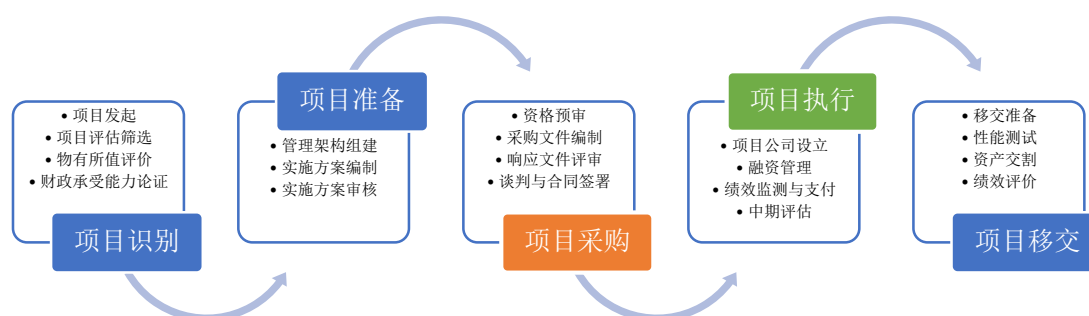 • 项目发起
• 项目评估筛选
• 物有所值评价
• 财政承受能力论证
项目识别
项目准备
• 管理架构组建
• 实施方案编制
• 实施方案审核
• 资格预审
• 采购文件编制
• 响应文件评审
• 谈判与合同签署
项目采购
项目执行
• 项目公司设立
• 融资管理
• 绩效监测与支付
• 中期评估
• 移交准备
• 性能测试
• 资产交割
• 绩效评价
项目移交